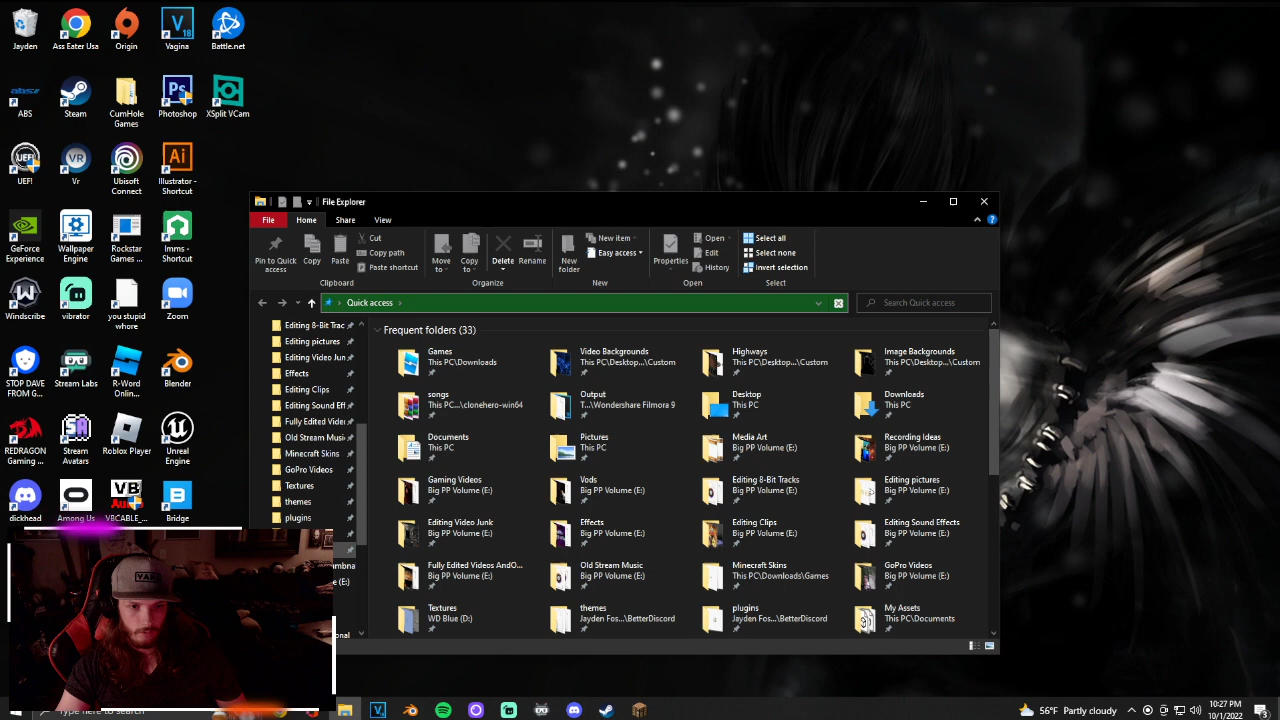 Jayden
Ass Eater Usa
Origin
Vagina
Battle.net
ABS
Steam
CumHole
Games
Photoshop
XSplit VCam
UEF!
Vr
Ubisoft
Connect
Illustrator -
Shortcut
GeForce
Experience
Wallpaper
Engine
Rockstar
Games ...
lmms -
Shortcut
Windscribe
vibrator
you stupid
whore
Zoom
STOP DAVE
FROM G...
Stream Labs
R-Word
Onlin...
Blender
REDRAGON
Gaming ...
Stream
Avatars
Roblox Player
Unreal
Engine
dickhead
Among Us
VBCABLE_...
Bridge
File Explorer
File
Home
Share
View
Pin to Quick
access
Copy
Paste
Cut
Copy path
Paste shortcut
Clipboard
Move
to
Copy
to
Delete
Rename
Organize
New
folder
New item
Easy access
New
Properties
Open
Edit
History
Open
Select all
Select none
Invert selection
Select
Quick access
Search Quick access
Editing 8-Bit Trac
Editing pictures
Editing Video Jun
Effects
Editing Clips
Editing Sound Eff
Fully Edited Video
Old Stream Music
Minecraft Skins
GoPro Videos
Textures
themes
plugins
Frequent folders (33)
Games
This PC\Downloads
Video Backgrounds
This PC\Desktop...\Custom
Highways
This PC\Desktop...\Custom
Image Backgrounds
This PC\Desktop...\Custom
songs
This PC...\clonehero-win64
Output
T...\Wondershare Filmora 9
Desktop
This PC
Downloads
This PC
Documents
This PC
Pictures
This PC
Media Art
Big PP Volume (E:)
Recording Ideas
Big PP Volume (E:)
Gaming Videos
Big PP Volume (E:)
Vods
Big PP Volume (E:)
Editing 8-Bit Tracks
Big PP Volume (E:)
Editing pictures
Big PP Volume (E:)
Editing Video Junk
Big PP Volume (E:)
Effects
Big PP Volume (E:)
Editing Clips
Big PP Volume (E:)
Editing Sound Effects
Big PP Volume (E:)
Fully Edited Videos AndO...
Big PP Volume (E:)
Old Stream Music
Big PP Volume (E:)
Minecraft Skins
This PC\Downloads\Games
GoPro Videos
Big PP Volume (E:)
Textures
WD Blue (D:)
themes
Jayden Fos...\BetterDiscord
plugins
Jayden Fos...\BetterDiscord
My Assets
This PC\Documents
56°F Partly cloudy
10:27 PM
10/1/2022